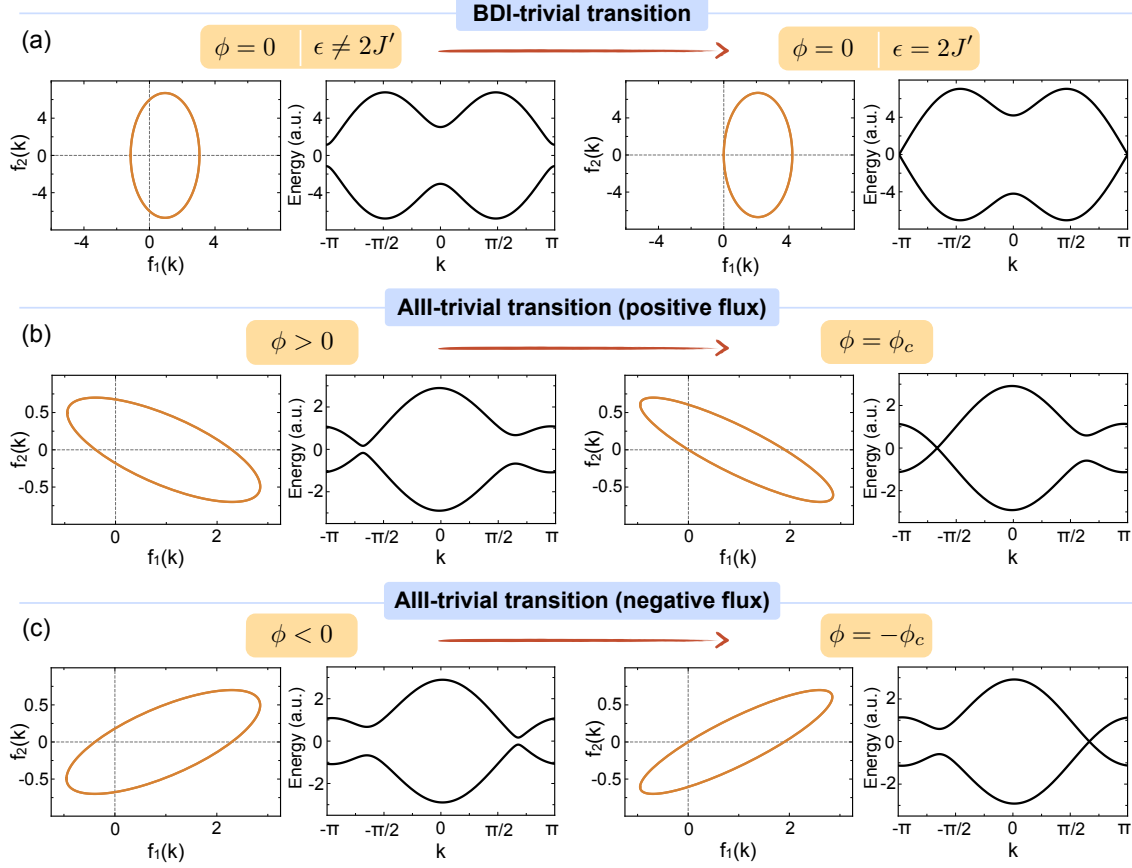 BDI-trivial transition
(a)
ϕ = 0 | ϵ ≠ 2J′
ϕ = 0 | ϵ = 2J′
f₂(k)
4
0
-4
-4 0 4
f₁(k)
Energy (a.u.)
4
0
-4
-π -π/2 0 π/2 π
k
f₂(k)
4
0
-4
-4 0 4
f₁(k)
Energy (a.u.)
4
0
-4
-π -π/2 0 π/2 π
k
AIII-trivial transition (positive flux)
(b)
ϕ > 0
ϕ = ϕc
f₂(k)
0.5
0
-0.5
0 2
f₁(k)
Energy (a.u.)
2
0
-2
-π -π/2 0 π/2 π
k
f₂(k)
0.5
0
-0.5
0 2
f₁(k)
Energy (a.u.)
2
0
-2
-π -π/2 0 π/2 π
k
AIII-trivial transition (negative flux)
(c)
ϕ < 0
ϕ = −ϕc
f₂(k)
0.5
0
-0.5
0 2
f₁(k)
Energy (a.u.)
2
0
-2
-π -π/2 0 π/2 π
k
f₂(k)
0.5
0
-0.5
0 2
f₁(k)
Energy (a.u.)
2
0
-2
-π -π/2 0 π/2 π
k